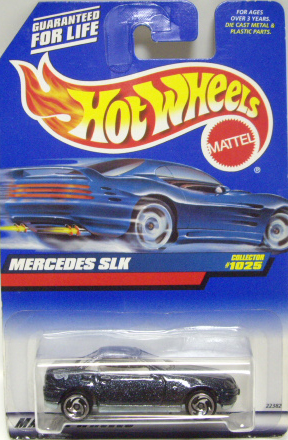 GUARANTEED
FOR LIFE
FOR AGES
OVER 3 YEARS.
DIE CAST METAL &
PLASTIC PARTS.
HOT WHEELS
MATTEL
®
MERCEDES SLK
COLLECTOR
#1025
22382